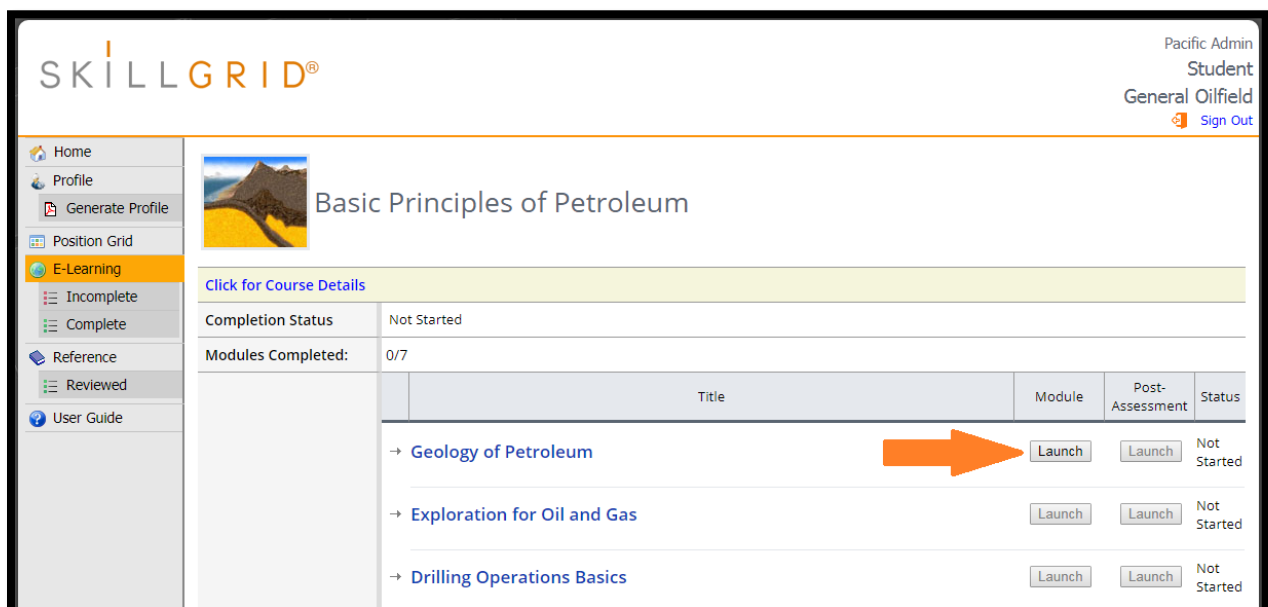 SKILLGRID®
Pacific Admin
Student
General Oilfield
Sign Out
Home
Profile
Generate Profile
Position Grid
E-Learning
Incomplete
Complete
Reference
Reviewed
User Guide
Basic Principles of Petroleum
Click for Course Details
Completion Status Not Started
Modules Completed: 0/7
Title Module Post-Assessment Status
Geology of Petroleum Launch Launch Not Started
Exploration for Oil and Gas Launch Launch Not Started
Drilling Operations Basics Launch Launch Not Started